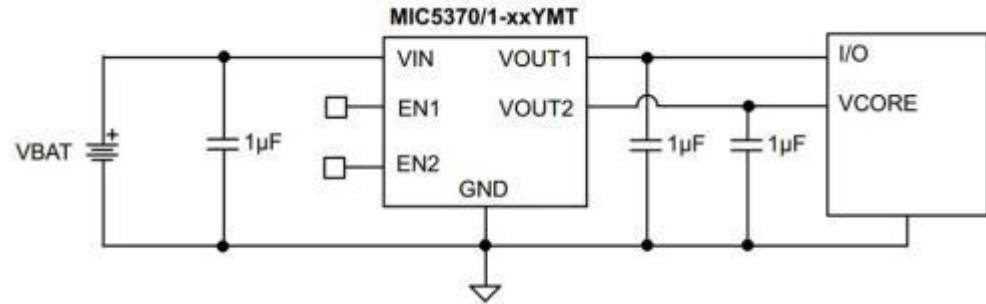 MIC5370/1-xxYMT
VIN
VOUT1
I/O
EN1
VOUT2
VCORE
VBAT
+
1µF
1µF
1µF
EN2
GND